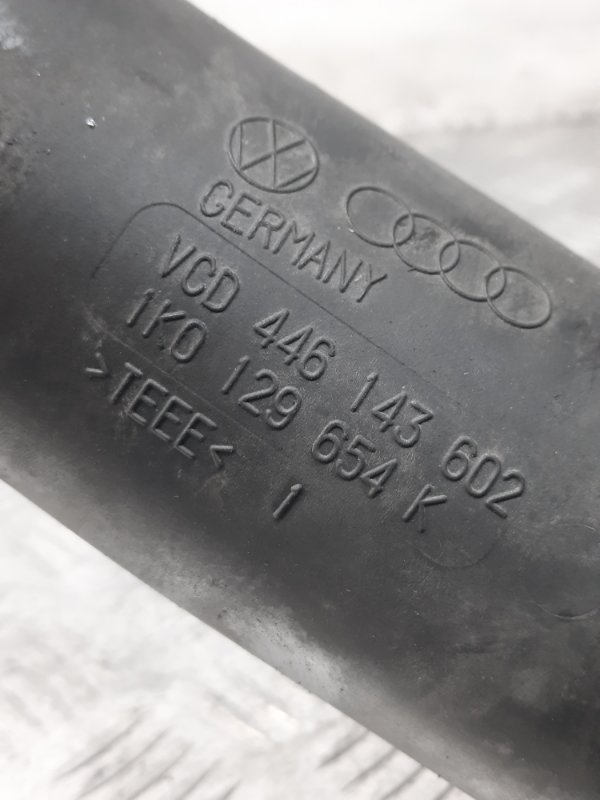 GERMANY
VCD 446 143 602
1K0 129 654 K
>TEEE<
1